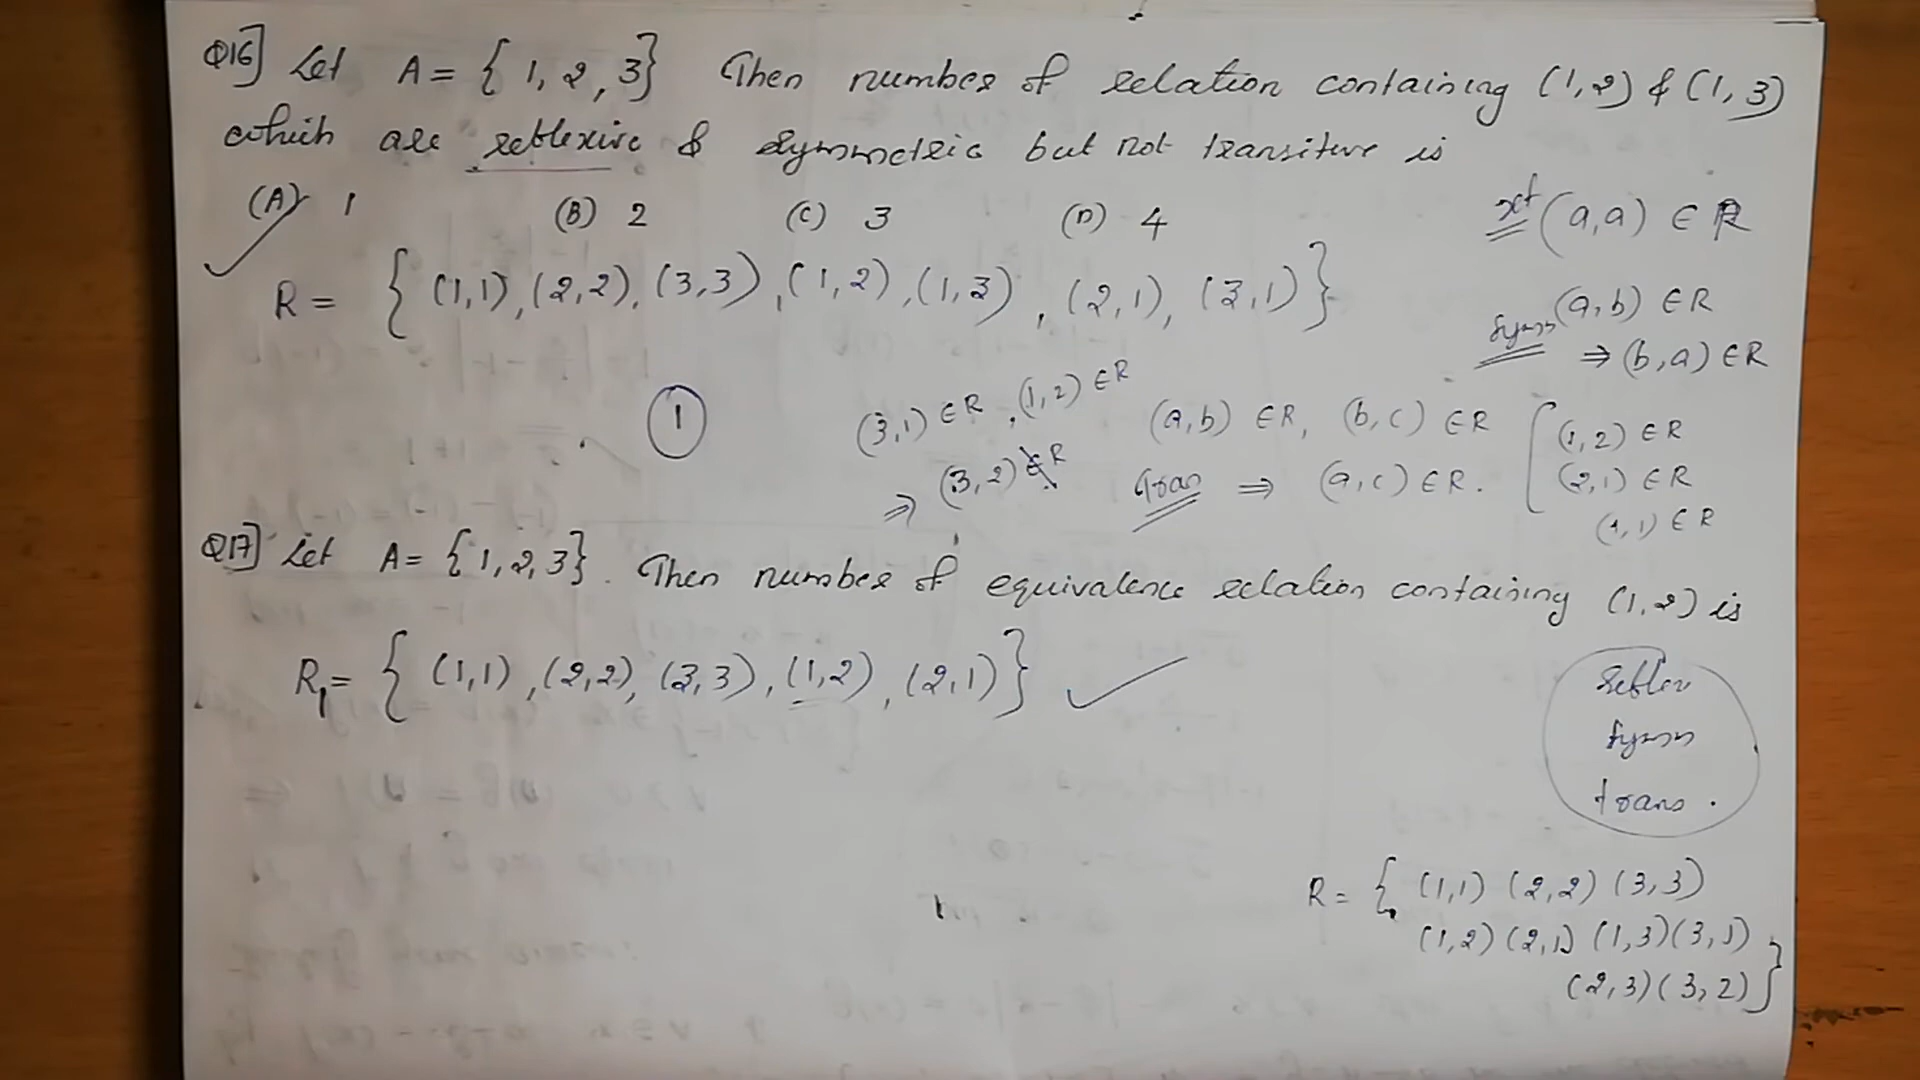 Q16] Let A = { 1, 2, 3} Then number of relation containing (1,2) & (1,3)
which are reflexive & symmetric but not transitive is
(A) 1 (B) 2 (C) 3 (D) 4
ref (a,a) ∈ R
R = { (1,1), (2,2), (3,3), (1,2), (1,3), (2,1), (3,1) }
symm (a,b) ∈ R
⇒ (b,a) ∈ R
1
(3,1) ∈ R, (1,2) ∈ R
⇒ (3,2) ∉ R
(a,b) ∈ R, (b,c) ∈ R
Tran ⇒ (a,c) ∈ R.
[ (1,2) ∈ R
(2,1) ∈ R
(1,1) ∈ R
Q17] Let A = { 1, 2, 3}. Then number of equivalence relation containing (1,2) is
R₁ = { (1,1), (2,2), (3,3), (1,2), (2,1) } ✓
Reflex
Symm
trans.
R = { (1,1) (2,2) (3,3)
(1,2) (2,1) (1,3) (3,1)
(2,3) (3,2) }